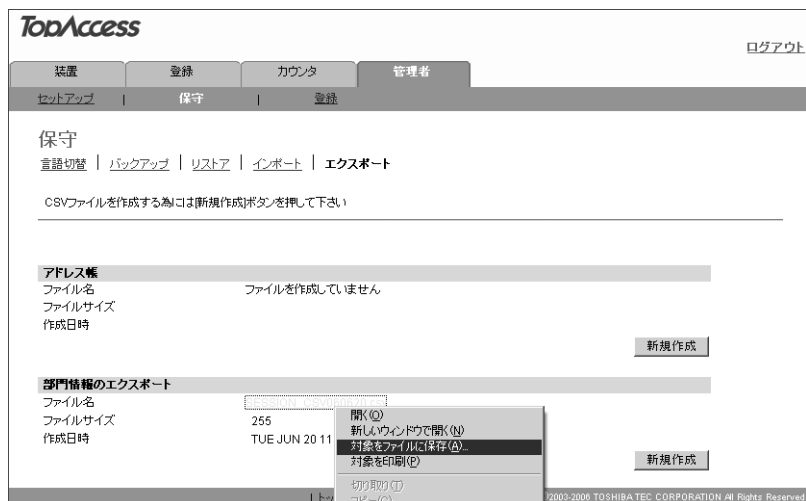 TopAccess
ログアウト
装置 登録 カウンタ 管理者
セットアップ | 保守 | 登録
保守
言語切替 | バックアップ | リストア | インポート | エクスポート
CSVファイルを作成する為には[新規作成]ボタンを押して下さい
アドレス帳
ファイル名 ファイルを作成していません
ファイルサイズ
作成日時
新規作成
部門情報のエクスポート
ファイル名
ファイルサイズ 255
作成日時 TUE JUN 20 11
開く(O)
新しいウィンドウで開く(N)
対象をファイルに保存(A)...
対象を印刷(P)
切り取り(T)
コピー(C)
新規作成
2003-2006 TOSHIBA TEC CORPORATION All Rights Reserved